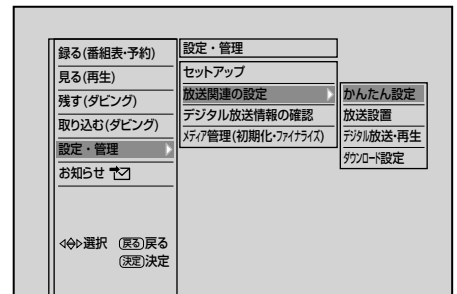 録る(番組表・予約)
見る(再生)
残す(ダビング)
取り込む(ダビング)
設定・管理
お知らせ
選択 戻る戻る
決定決定
設定・管理
セットアップ
放送関連の設定
デジタル放送情報の確認
メディア管理(初期化・ファイナライズ)
かんたん設定
放送設置
デジタル放送・再生
ダウンロード設定